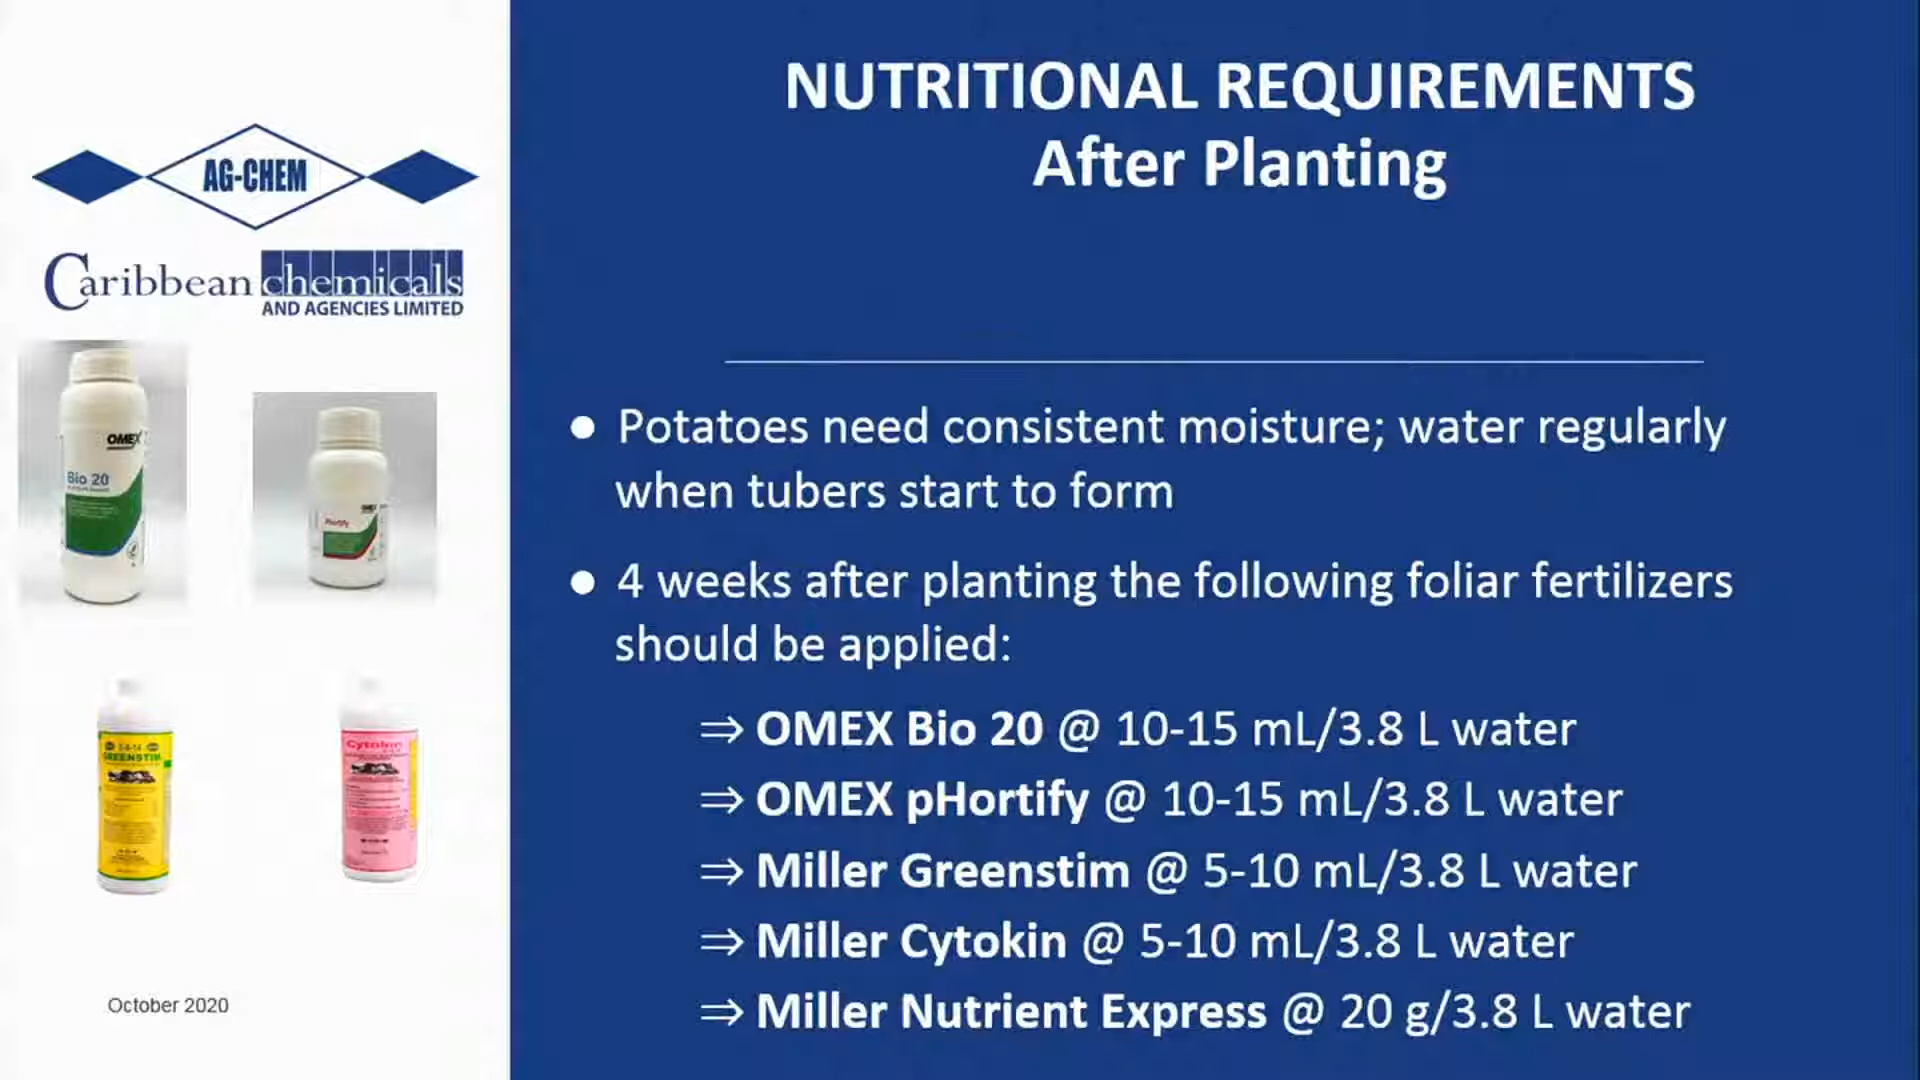 AG-CHEM
Caribbean chemicals
AND AGENCIES LIMITED
OMEX
Bio 20
OMEX
pHortify
GREENSTIM
Cytokin
October 2020
NUTRITIONAL REQUIREMENTS
After Planting
● Potatoes need consistent moisture; water regularly
when tubers start to form
● 4 weeks after planting the following foliar fertilizers
should be applied:
⇒ OMEX Bio 20 @ 10-15 mL/3.8 L water
⇒ OMEX pHortify @ 10-15 mL/3.8 L water
⇒ Miller Greenstim @ 5-10 mL/3.8 L water
⇒ Miller Cytokin @ 5-10 mL/3.8 L water
⇒ Miller Nutrient Express @ 20 g/3.8 L water